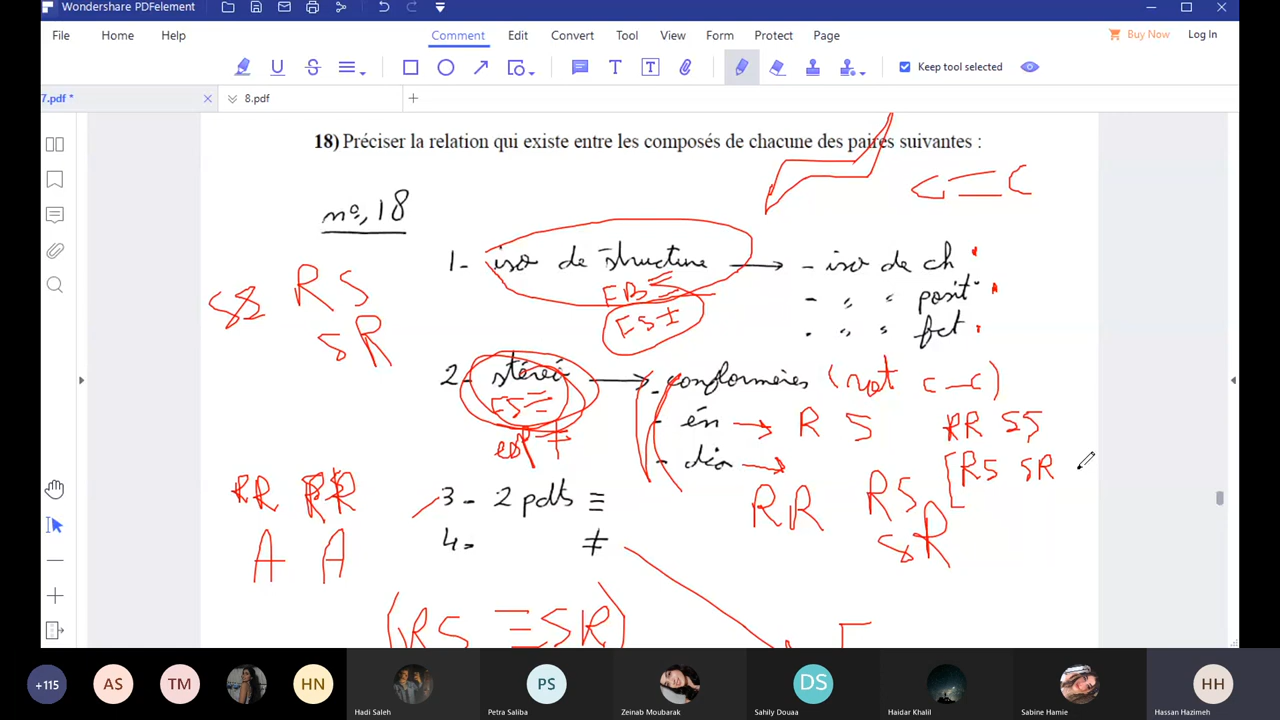 Wondershare PDFelement
File Home Help Comment Edit Convert Tool View Form Protect Page Buy Now Log In
Keep tool selected
7.pdf * 8.pdf
18) Préciser la relation qui existe entre les composés de chacune des paires suivantes :
C = C
no, 18
1- iso de structure → - iso de ch
FB ≡
- " " posit°
FS ±
- " " fct
R S
S R
2- stéréo → - conformères (rot C-C)
FS ≡
- én → R S RR SS
- dia → RR RS [RS SR
S R
RR RR
3- 2 pdts ≡
A A
4- ≠
(RS ≡ SR)
+115 AS TM HN PS DS HH
Hadi Saleh Petra Saliba Zeinab Moubarak Sahily Douaa Haidar Khalil Sabine Hamie Hassan Hazimeh